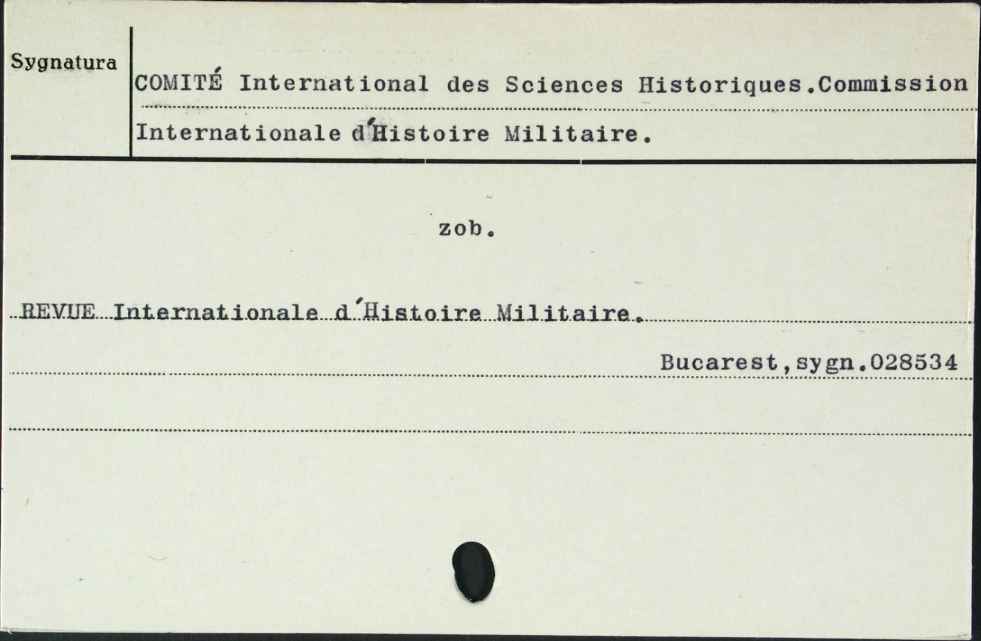 Sygnatura
COMITÉ International des Sciences Historiques.Commission
Internationale d'Histoire Militaire.
zob.
REVUE Internationale d'Histoire Militaire.
Bucarest,sygn.028534